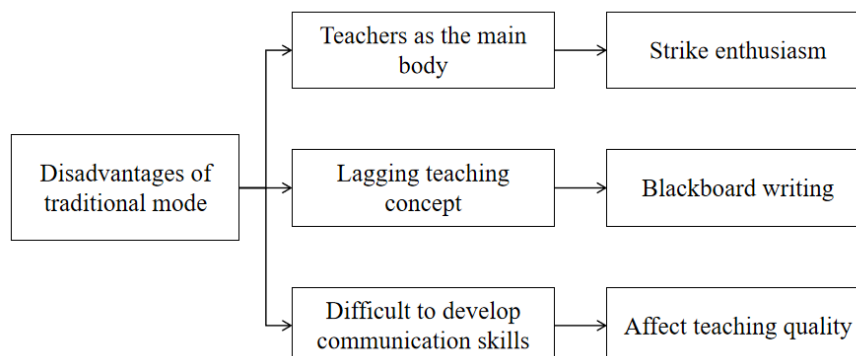 Teachers as the main
body
Strike enthusiasm
Disadvantages of
traditional mode
Lagging teaching
concept
Blackboard writing
Difficult to develop
communication skills
Affect teaching quality